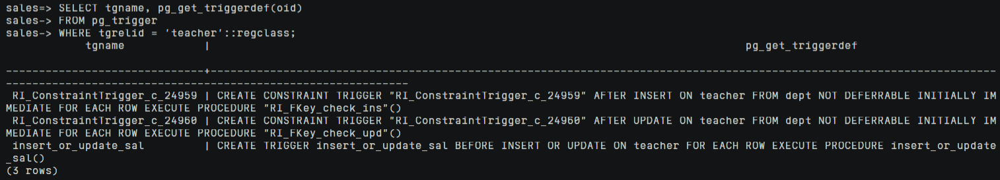 sales=> SELECT tgname, pg_get_triggerdef(oid)
sales-> FROM pg_trigger
sales-> WHERE tgrelid = 'teacher'::regclass;
            tgname            |                                                                                 pg_get_triggerdef
------------------------------+-----------------------------------------------------------------------------------------------------------------------
-------------------------------------------------------------
 RI_ConstraintTrigger_c_24959 | CREATE CONSTRAINT TRIGGER "RI_ConstraintTrigger_c_24959" AFTER INSERT ON teacher FROM dept NOT DEFERRABLE INITIALLY IM
MEDIATE FOR EACH ROW EXECUTE PROCEDURE "RI_FKey_check_ins"()
 RI_ConstraintTrigger_c_24960 | CREATE CONSTRAINT TRIGGER "RI_ConstraintTrigger_c_24960" AFTER UPDATE ON teacher FROM dept NOT DEFERRABLE INITIALLY IM
MEDIATE FOR EACH ROW EXECUTE PROCEDURE "RI_FKey_check_upd"()
 insert_or_update_sal         | CREATE TRIGGER insert_or_update_sal BEFORE INSERT OR UPDATE ON teacher FOR EACH ROW EXECUTE PROCEDURE insert_or_update
_sal()
(3 rows)